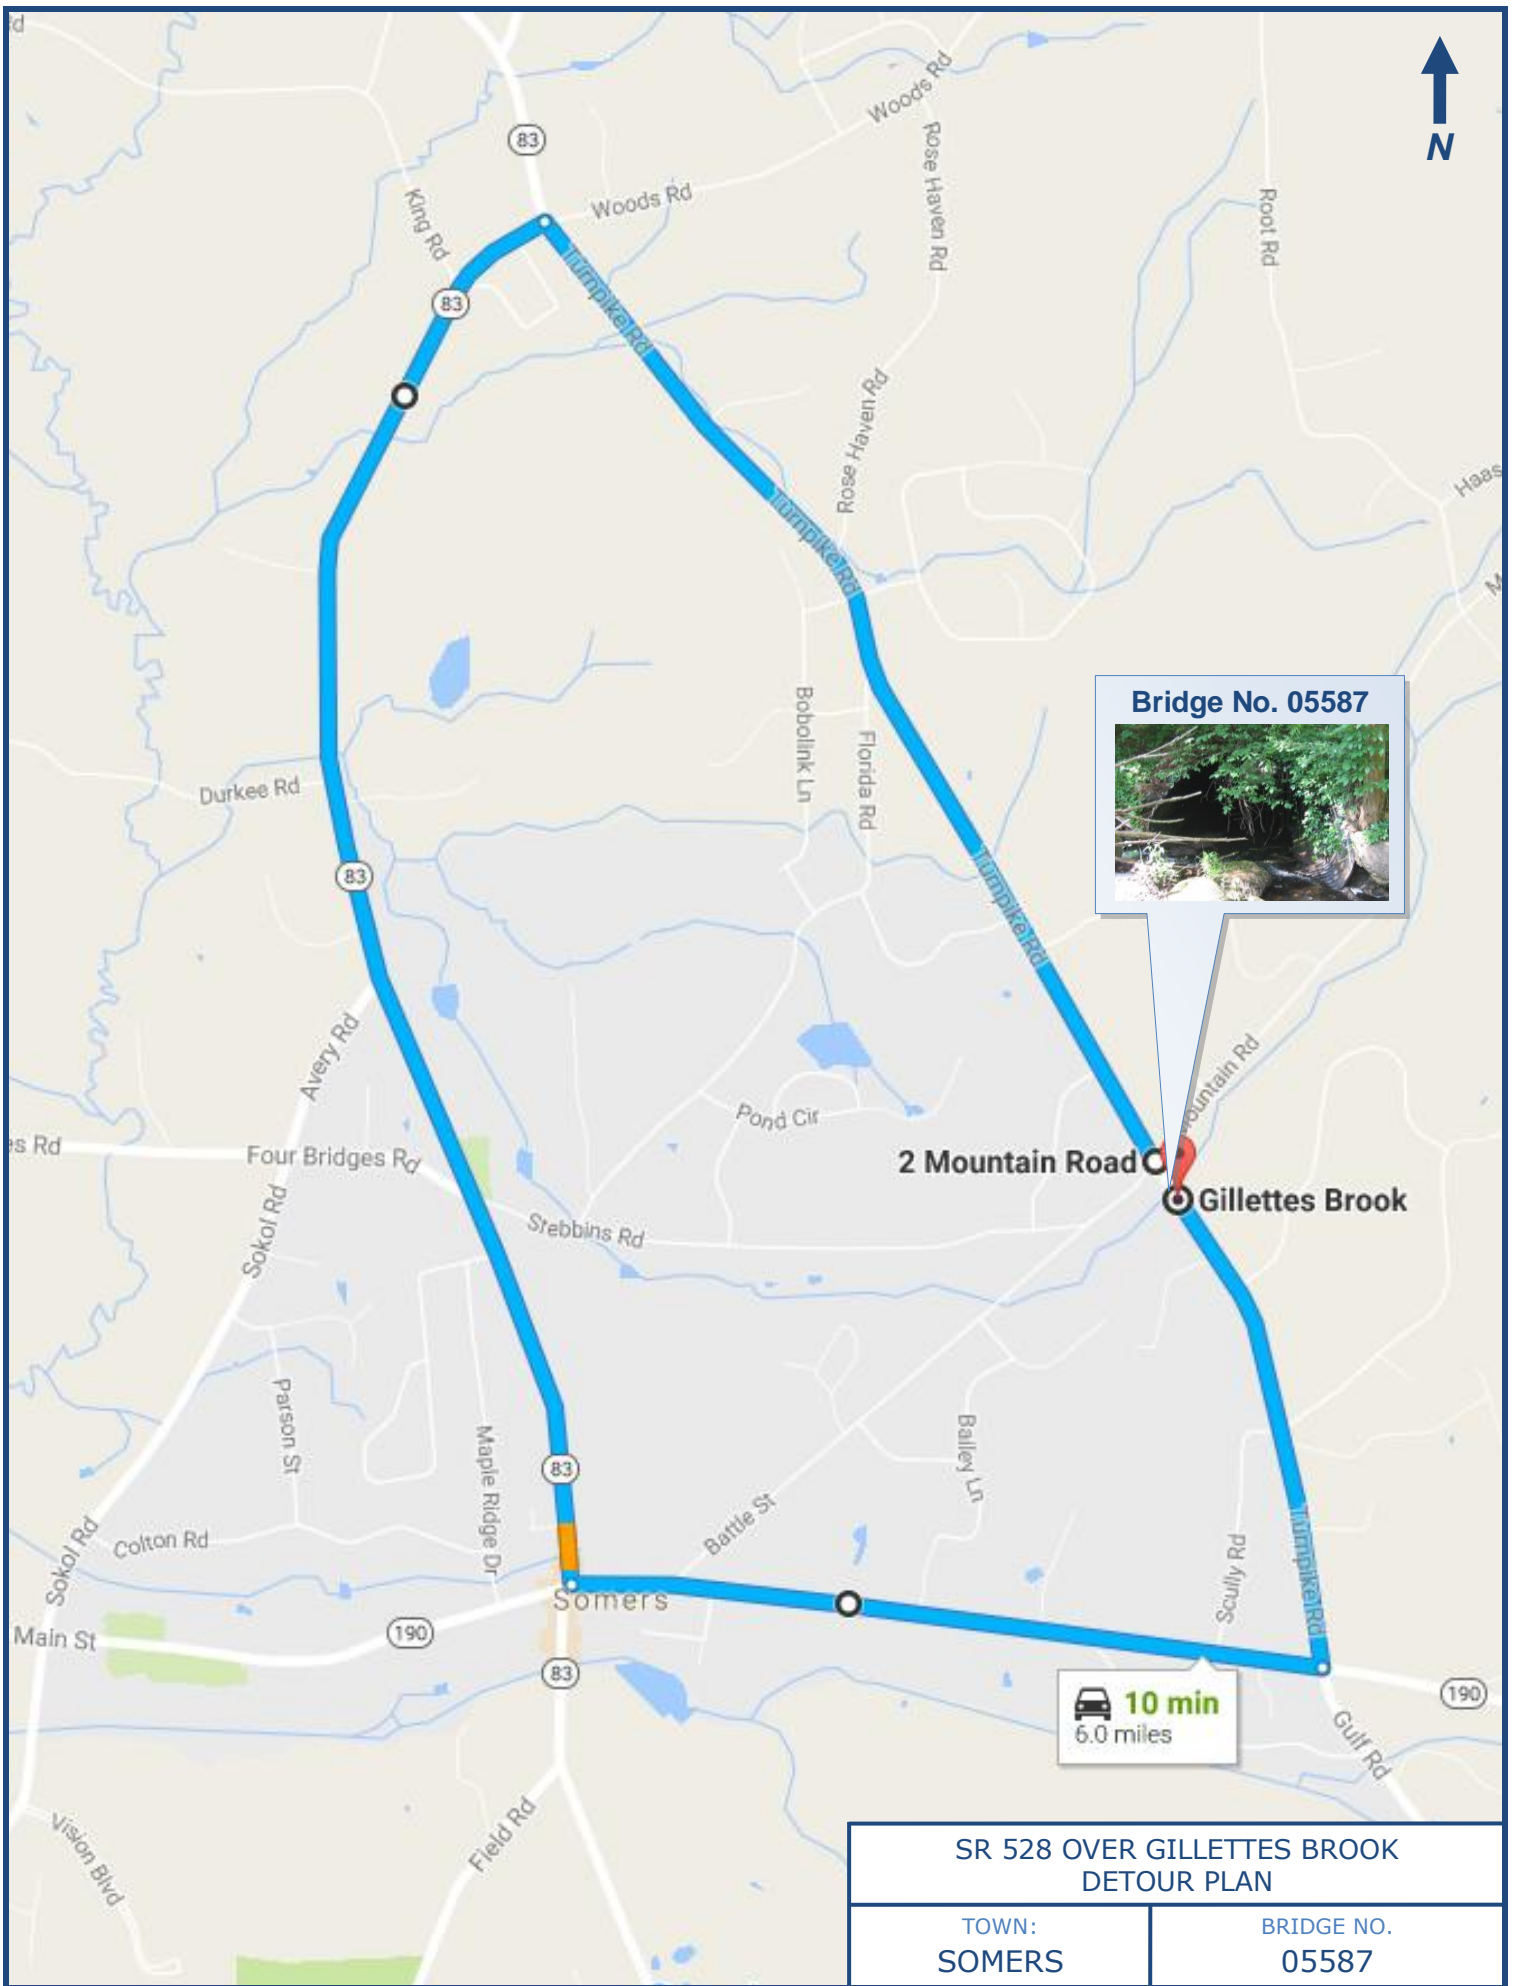 83
Woods Rd
N
Rose Haven Rd
Woods Rd
King Rd
Root Rd
Turnpike Rd
83
Rose Haven Rd
Haas
Turnpike Rd
M
Bridge No. 05587
Bobolink Ln
Florida Rd
Durkee Rd
83
Turnpike Rd
Avery Rd
Mountain Rd
Pond Cir
es Rd
Four Bridges Rd
2 Mountain Road
Gillettes Brook
Sokol Rd
Stebbins Rd
Parson St
Maple Ridge Dr
83
Bailey Ln
Battle St
Sokol Rd
Colton Rd
Scully Rd
Turnpike Rd
Somers
Main St
190
83
10 min
6.0 miles
190
Gulf Rd
Vision Blvd
Field Rd
SR 528 OVER GILLETTES BROOK
DETOUR PLAN
TOWN:
SOMERS
BRIDGE NO.
05587